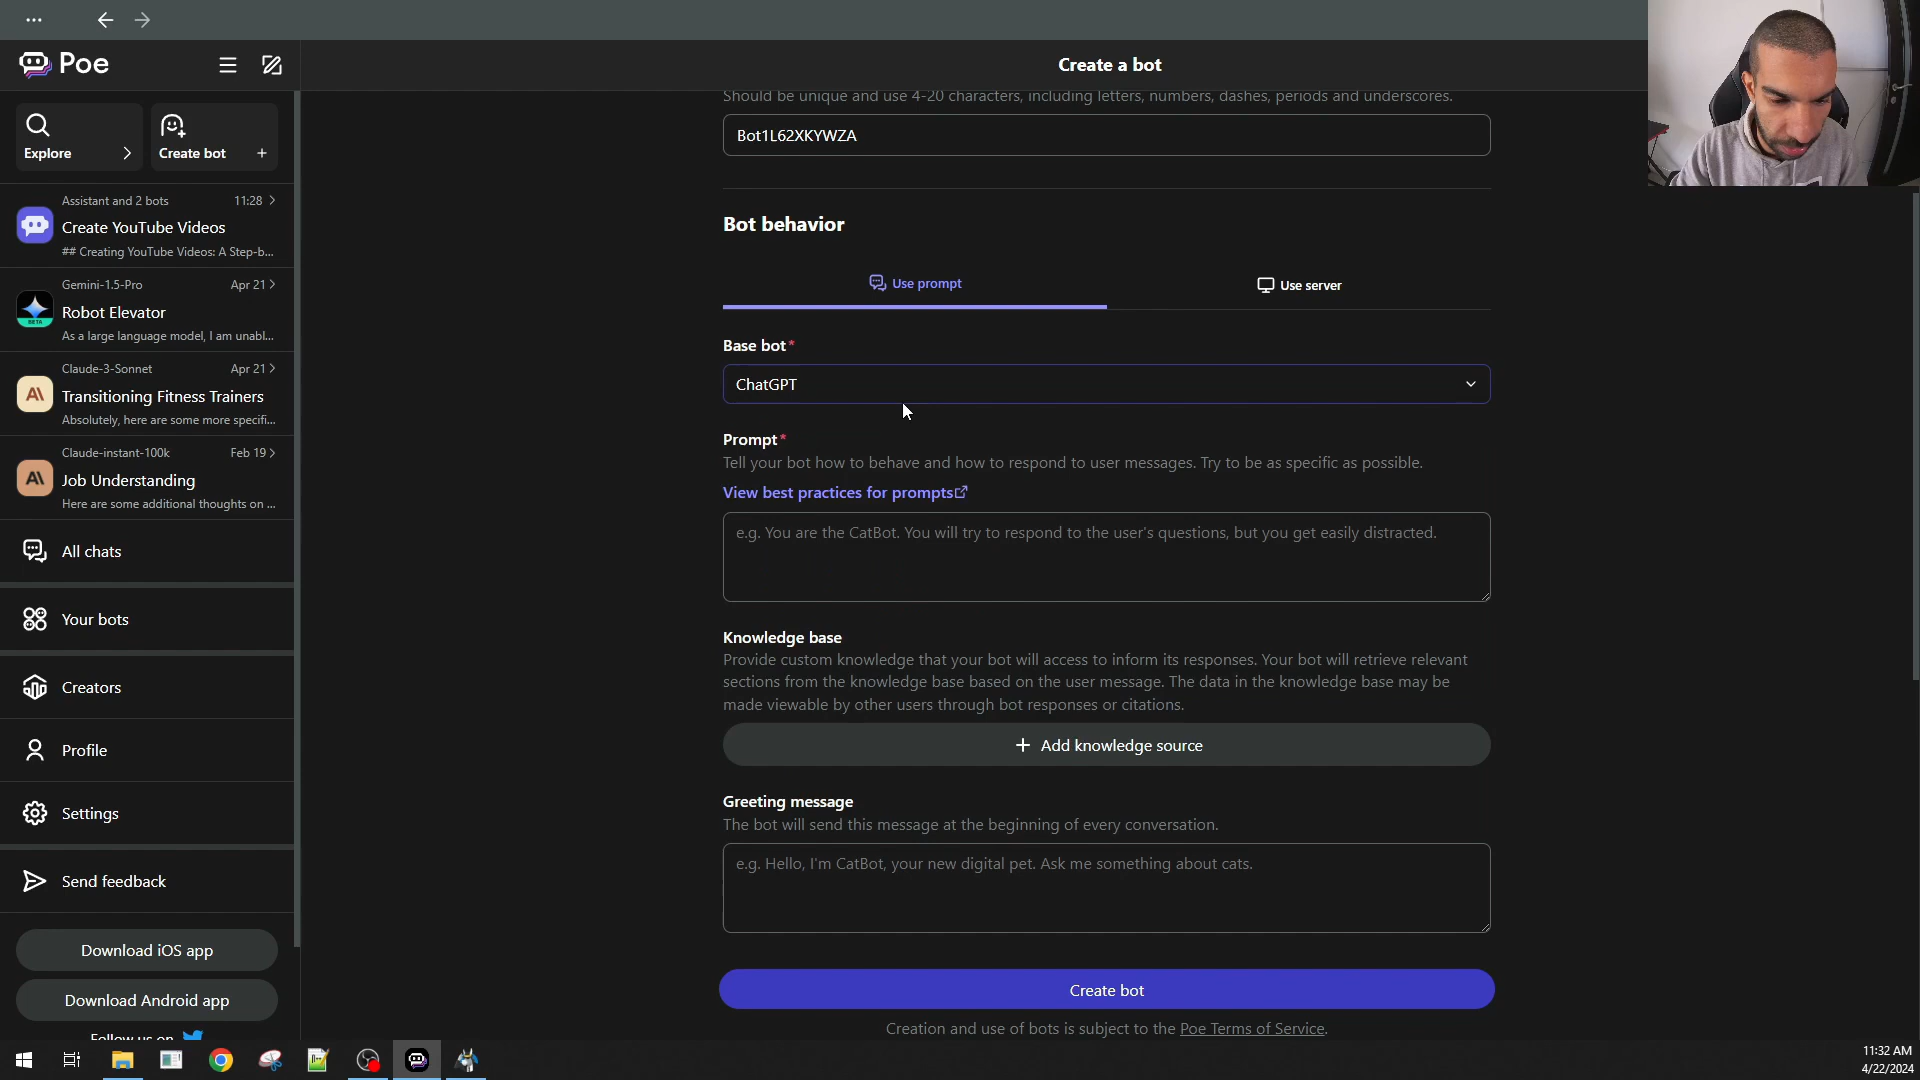 Poe
Explore
Create bot
Assistant and 2 bots
11:28
Create YouTube Videos
## Creating YouTube Videos: A Step-b...
Gemini-1.5-Pro
Apr 21
BETA
Robot Elevator
As a large language model, I am unabl...
Claude-3-Sonnet
Apr 21
Transitioning Fitness Trainers
Absolutely, here are some more specifi...
Claude-instant-100k
Feb 19
Job Understanding
Here are some additional thoughts on ...
All chats
Your bots
Creators
Profile
Settings
Send feedback
Download iOS app
Download Android app
Follow us on
Create a bot
Should be unique and use 4-20 characters, including letters, numbers, dashes, periods and underscores.
Bot1L62XKYWZA
Bot behavior
Use prompt
Use server
Base bot*
ChatGPT
Prompt*
Tell your bot how to behave and how to respond to user messages. Try to be as specific as possible.
View best practices for prompts
e.g. You are the CatBot. You will try to respond to the user's questions, but you get easily distracted.
Knowledge base
Provide custom knowledge that your bot will access to inform its responses. Your bot will retrieve relevant
sections from the knowledge base based on the user message. The data in the knowledge base may be
made viewable by other users through bot responses or citations.
+ Add knowledge source
Greeting message
The bot will send this message at the beginning of every conversation.
e.g. Hello, I'm CatBot, your new digital pet. Ask me something about cats.
Create bot
Creation and use of bots is subject to the Poe Terms of Service.
11:32 AM
4/22/2024